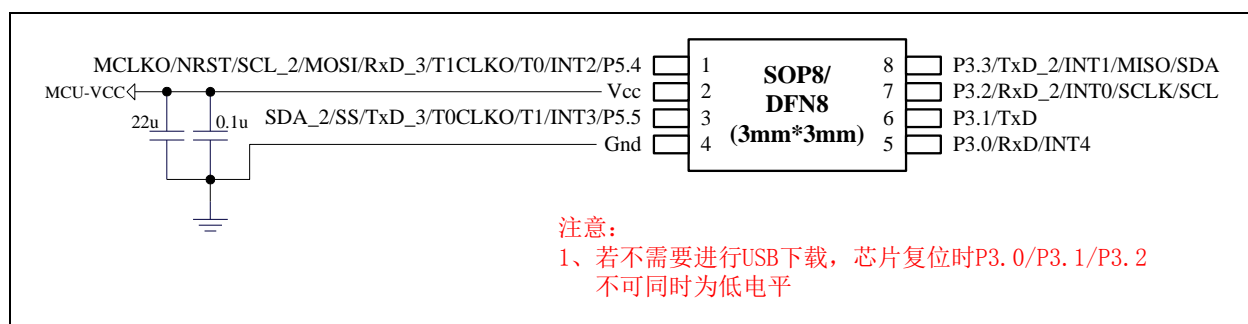 MCLKO/NRST/SCL_2/MOSI/RxD_3/T1CLKO/T0/INT2/P5.4 1 SOP8/ 8 P3.3/TxD_2/INT1/MISO/SDA
MCU-VCC Vcc 2 DFN8 7 P3.2/RxD_2/INT0/SCLK/SCL
22u 0.1u SDA_2/SS/TxD_3/T0CLKO/T1/INT3/P5.5 3 (3mm*3mm) 6 P3.1/TxD
Gnd 4 5 P3.0/RxD/INT4
注意：
1、若不需要进行USB下载，芯片复位时P3.0/P3.1/P3.2
不可同时为低电平